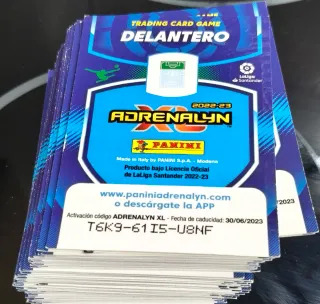 TRADING CARD GAME
DELANTERO
LaLiga
Santander
2022-23
ADRENALYN
XL
PANINI
Made in Italy by PANINI S.p.A. - Modena
Producto bajo Licencia Oficial
de LaLiga Santander 2022-23
www.paniniadrenalyn.com
o descárgate la APP
Activación código ADRENALYN XL - Fecha de caducidad: 30/06/2023
T6K9-61I5-U8NF